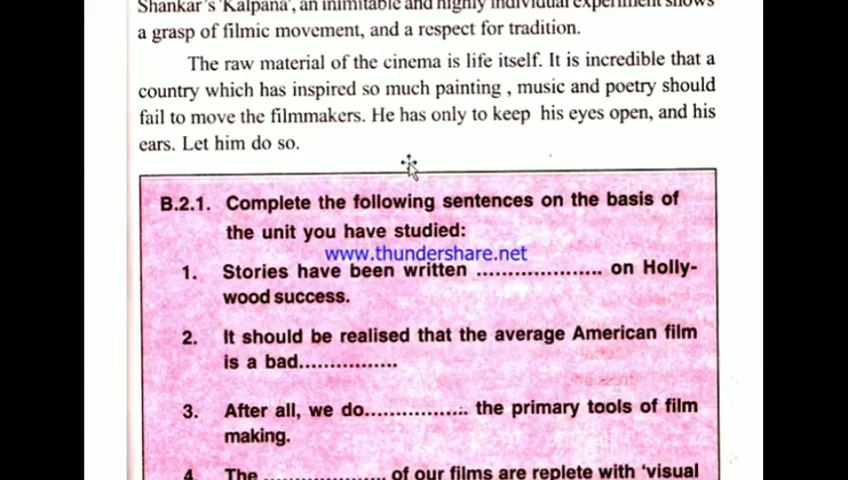 Shankar's 'Kalpana', an inimitable and highly individual experiment shows
a grasp of filmic movement, and a respect for tradition.
The raw material of the cinema is life itself. It is incredible that a
country which has inspired so much painting , music and poetry should
fail to move the filmmakers. He has only to keep his eyes open, and his
ears. Let him do so.
B.2.1. Complete the following sentences on the basis of
the unit you have studied:
www.thundershare.net
1. Stories have been written ..................... on Holly-
wood success.
2. It should be realised that the average American film
is a bad.................
3. After all, we do................. the primary tools of film
making.
4. The .................... of our films are replete with 'visual